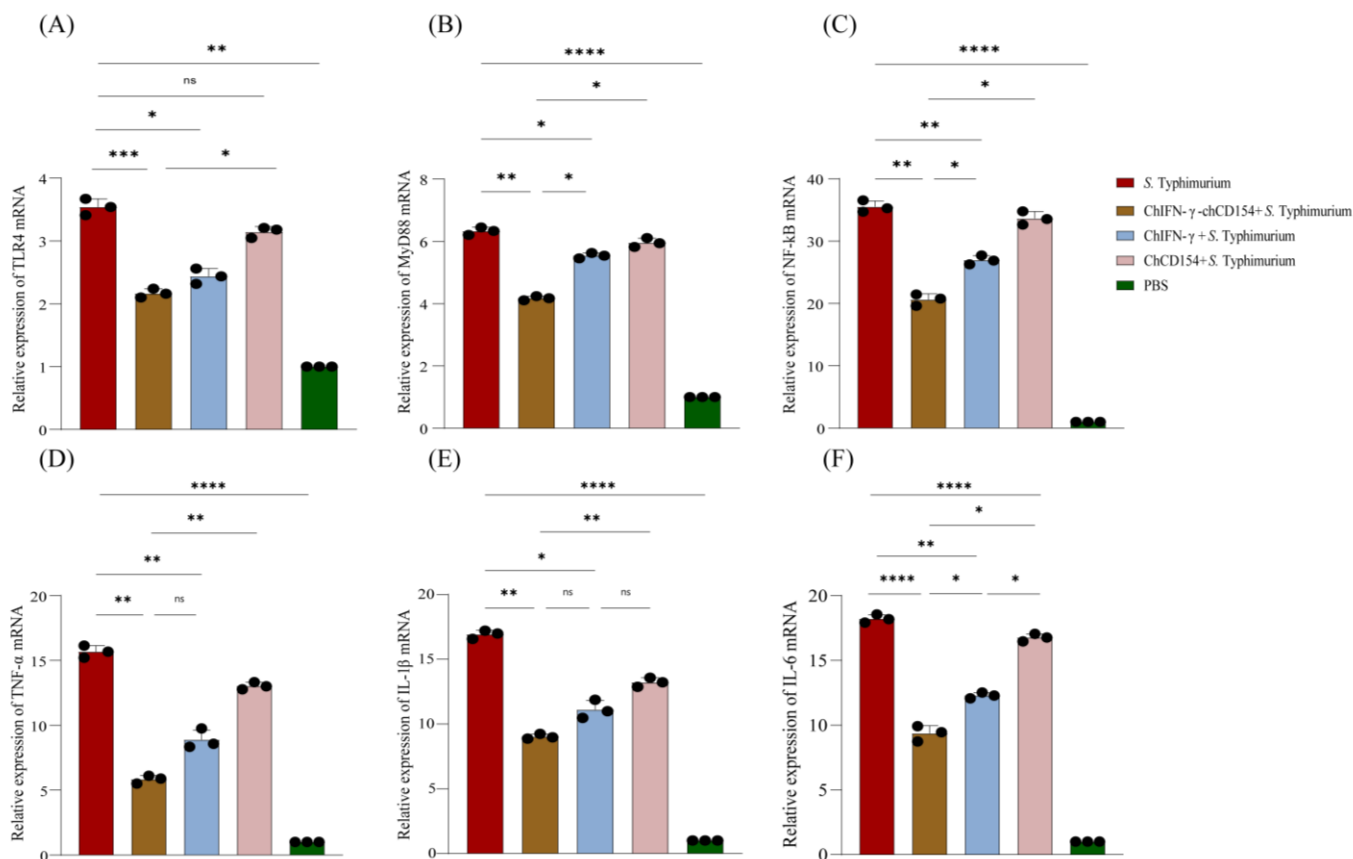 (A)
**
ns
*
***
*
Relative expression of TLR4 mRNA
4
3
2
1
0
(B)
****
*
*
**
*
Relative expression of MyD88 mRNA
8
6
4
2
0
(C)
****
*
**
**
*
Relative expression of NF-kB mRNA
40
30
20
10
0
S. Typhimurium
ChIFN-γ-chCD154+S. Typhimurium
ChIFN-γ+S. Typhimurium
ChCD154+S. Typhimurium
PBS
(D)
****
**
**
**
ns
Relative expression of TNF-α mRNA
20
15
10
5
0
(E)
****
**
*
**
ns
ns
Relative expression of IL-1β mRNA
20
15
10
5
0
(F)
****
*
**
****
*
*
Relative expression of IL-6 mRNA
20
15
10
5
0